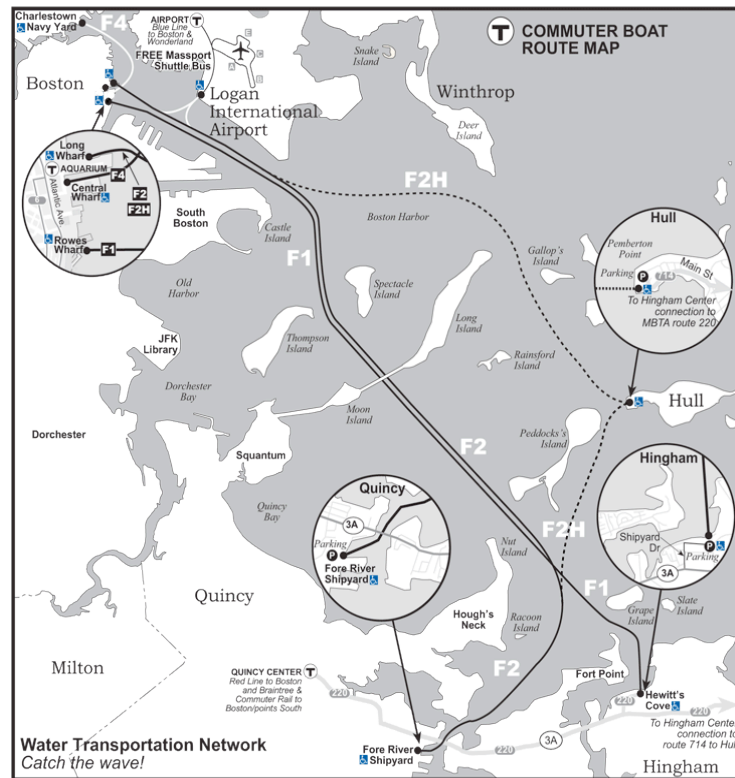 Charlestown
Navy Yard
F4
AIRPORT T
Blue Line
to Boston &
Wonderland
FREE Massport
Shuttle Bus
E
A
B
C
T COMMUTER BOAT
ROUTE MAP
Snake
Island
Boston
Logan
International
Airport
Winthrop
Deer
Island
Long
Wharf
T AQUARIUM
F4
F2
F2H
Central
Wharf
Atlantic Ave
6
Rowes
Wharf
F1
F2H
South
Boston
Castle
Island
Boston Harbor
F1
Hull
Pemberton
Point
Main St
Parking P 714
To Hingham Center
connection to
MBTA route 220
Gallop's
Island
Old
Harbor
Spectacle
Island
Long
Island
JFK
Library
Thompson
Island
Rainsford
Island
Dorchester
Bay
Moon
Island
Hull
Dorchester
Squantum
F2
Peddocks's
Island
Quincy
Bay
Quincy
3A
Parking
P
Fore River
Shipyard
Hingham
Shipyard
Dr
P
Parking
3A
F2H
Nut
Island
F1
Quincy
Hough's
Neck
Racoon
Island
Grape
Island
Slate
Island
Milton
QUINCY CENTER T
Red Line to Boston
and Braintree &
Commuter Rail to
Boston/points South
220
F2
Fort Point
220
Hewitt's
Cove
220
To Hingham Center
connection to
route 714 to Hull
Water Transportation Network
Catch the wave!
Fore River
Shipyard
220
3A
Hingham